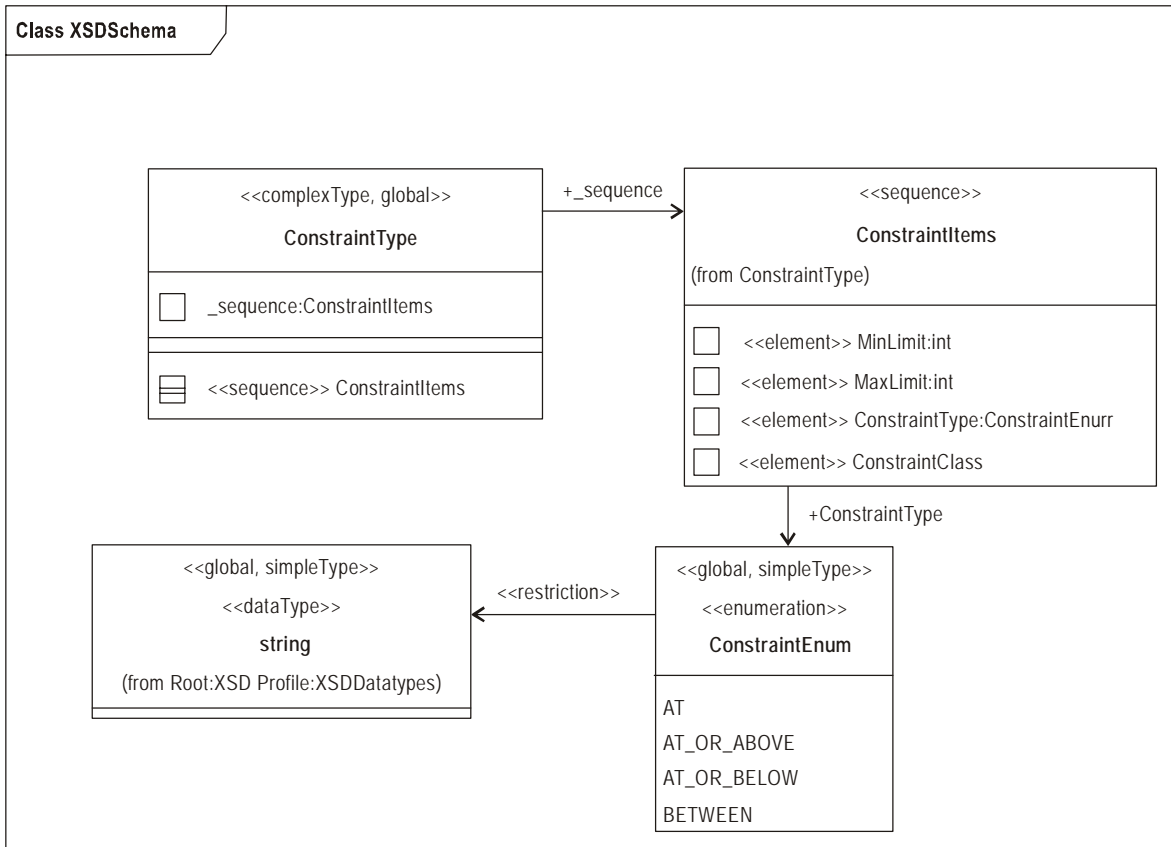 Class XSDSchema
<<complexType, global>>
ConstraintType
_sequence:ConstraintItems
<<sequence>> ConstraintItems
+_sequence
<<sequence>>
ConstraintItems
(from ConstraintType)
<<element>> MinLimit:int
<<element>> MaxLimit:int
<<element>> ConstraintType:ConstraintEnurr
<<element>> ConstraintClass
+ConstraintType
<<global, simpleType>>
<<dataType>>
string
(from Root:XSD Profile:XSDDatatypes)
<<restriction>>
<<global, simpleType>>
<<enumeration>>
ConstraintEnum
AT
AT_OR_ABOVE
AT_OR_BELOW
BETWEEN